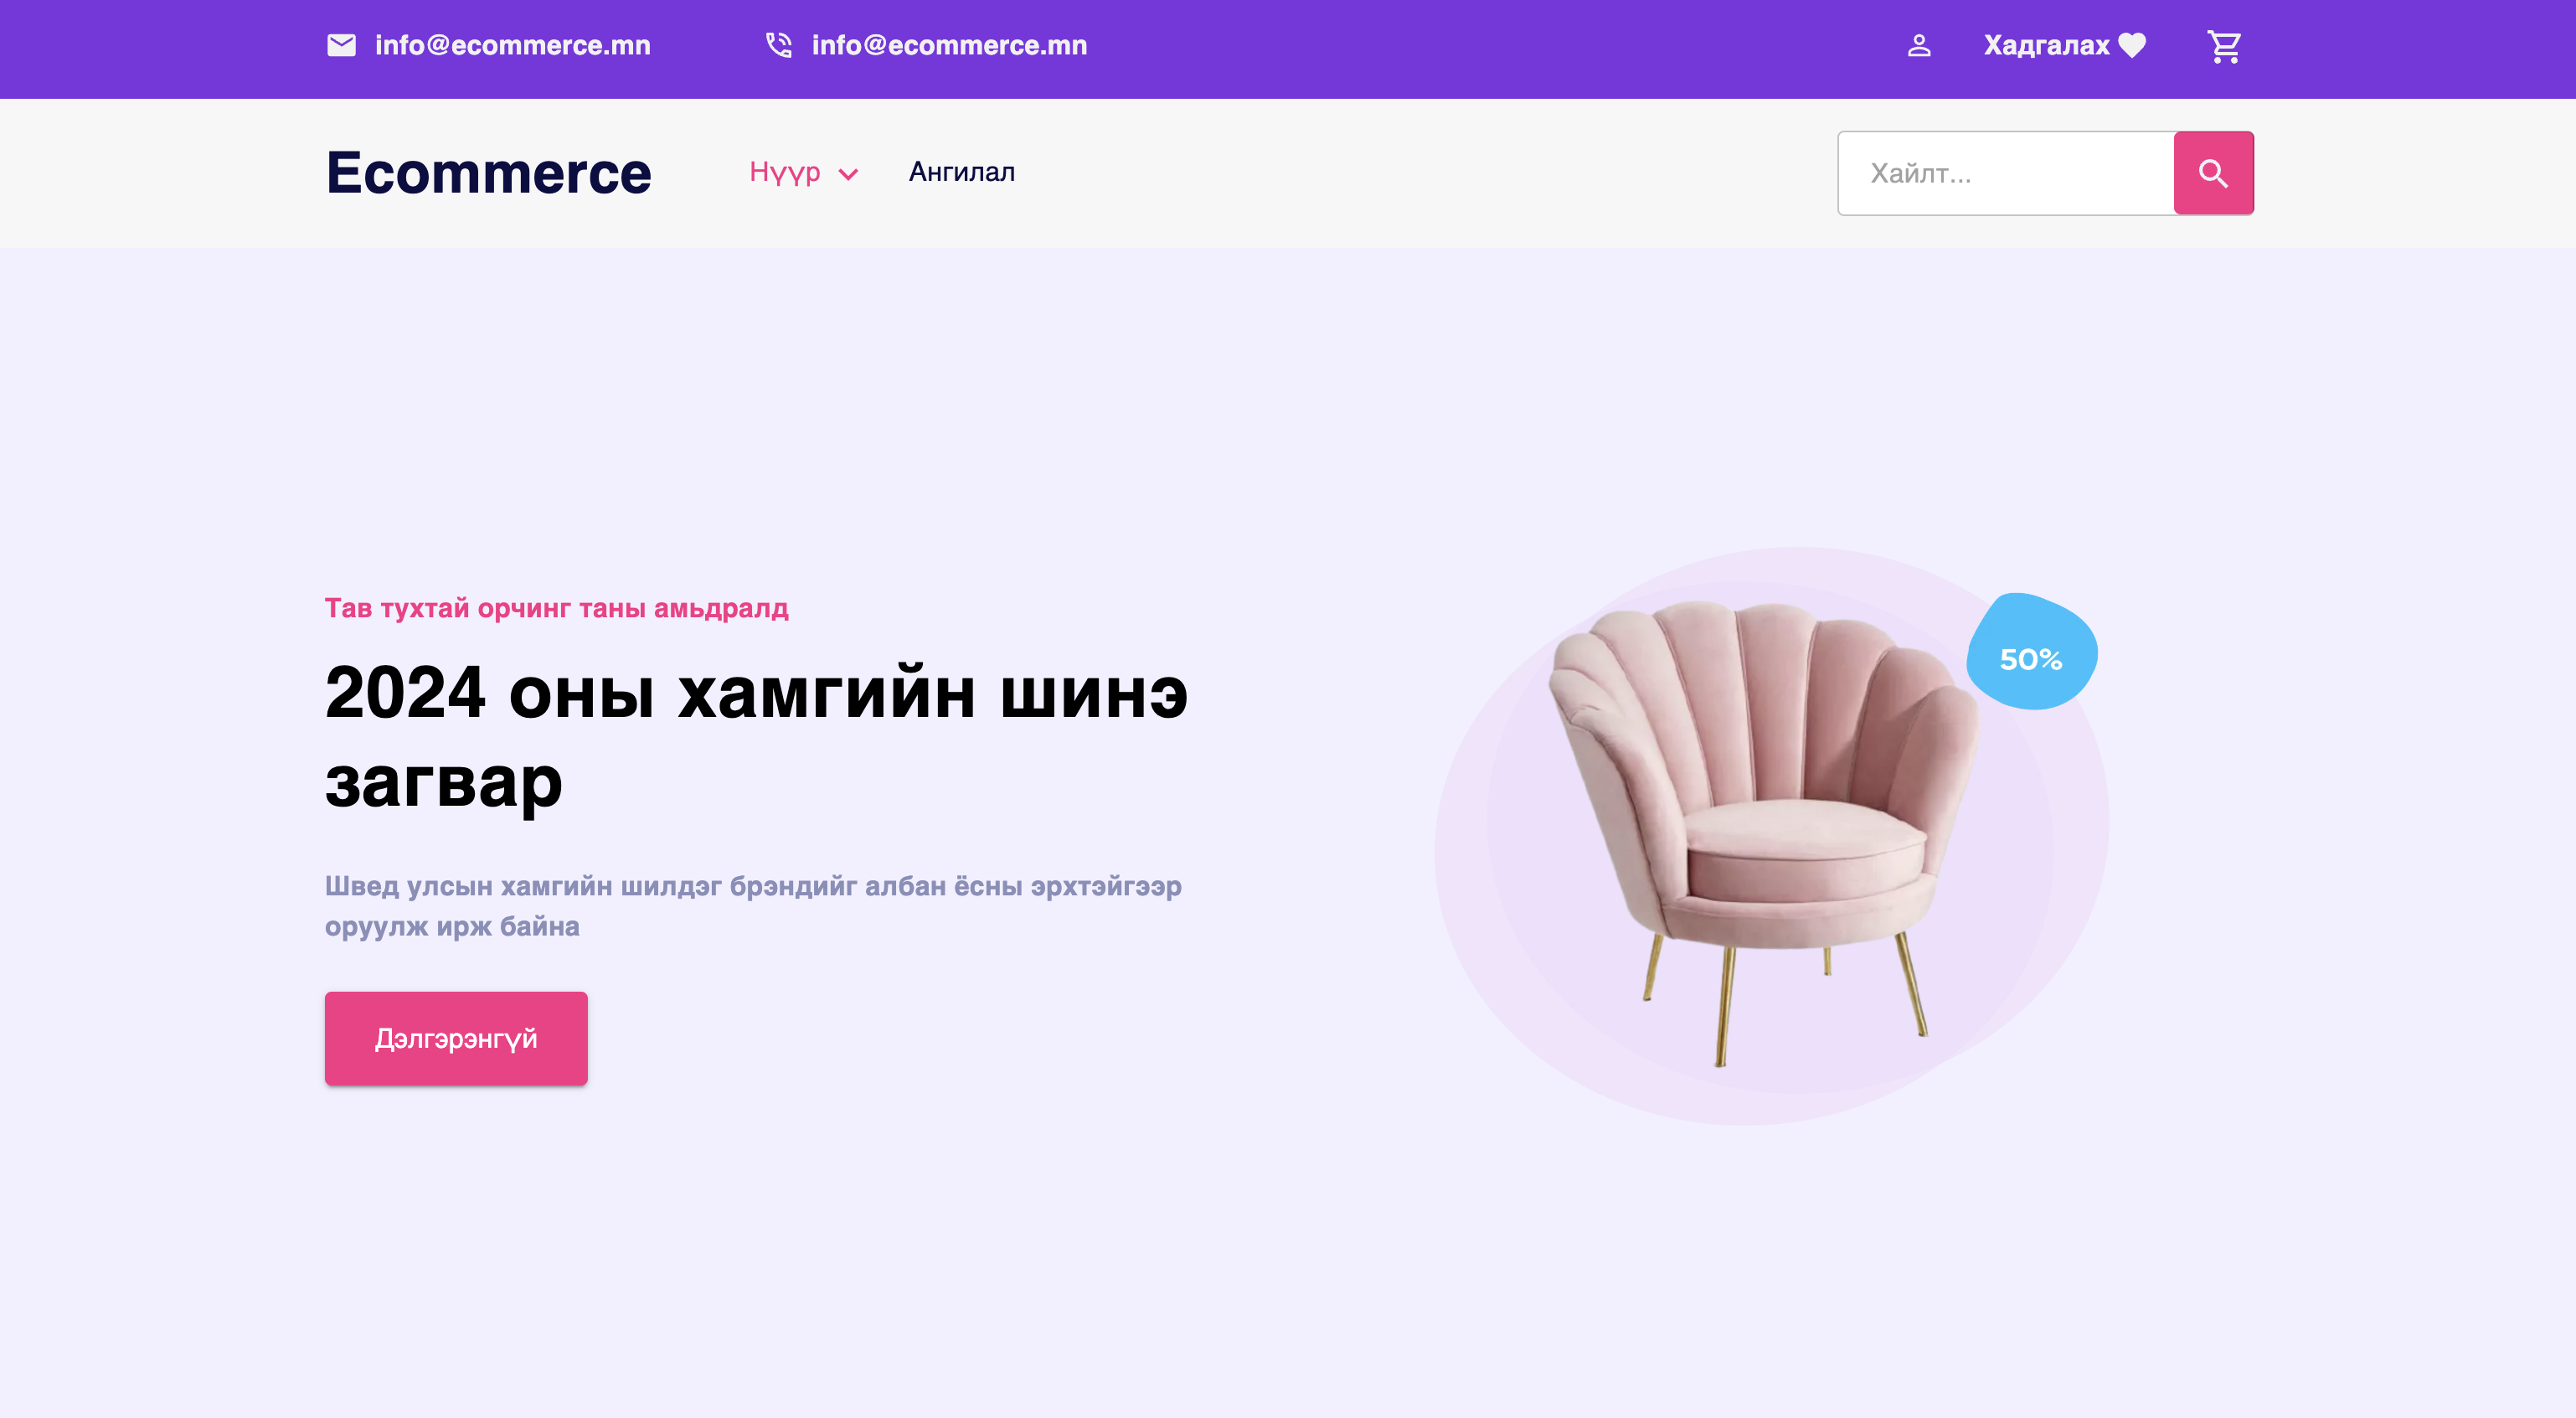 info@ecommerce.mn
info@ecommerce.mn
Хадгалах
Ecommerce
Нүүр
Ангилал
Хайлт...
Тав тухтай орчинг таны амьдралд
2024 оны хамгийн шинэ
загвар
50%
Швед улсын хамгийн шилдэг брэндийг албан ёсны эрхтэйгээр
оруулж ирж байна
Дэлгэрэнгүй